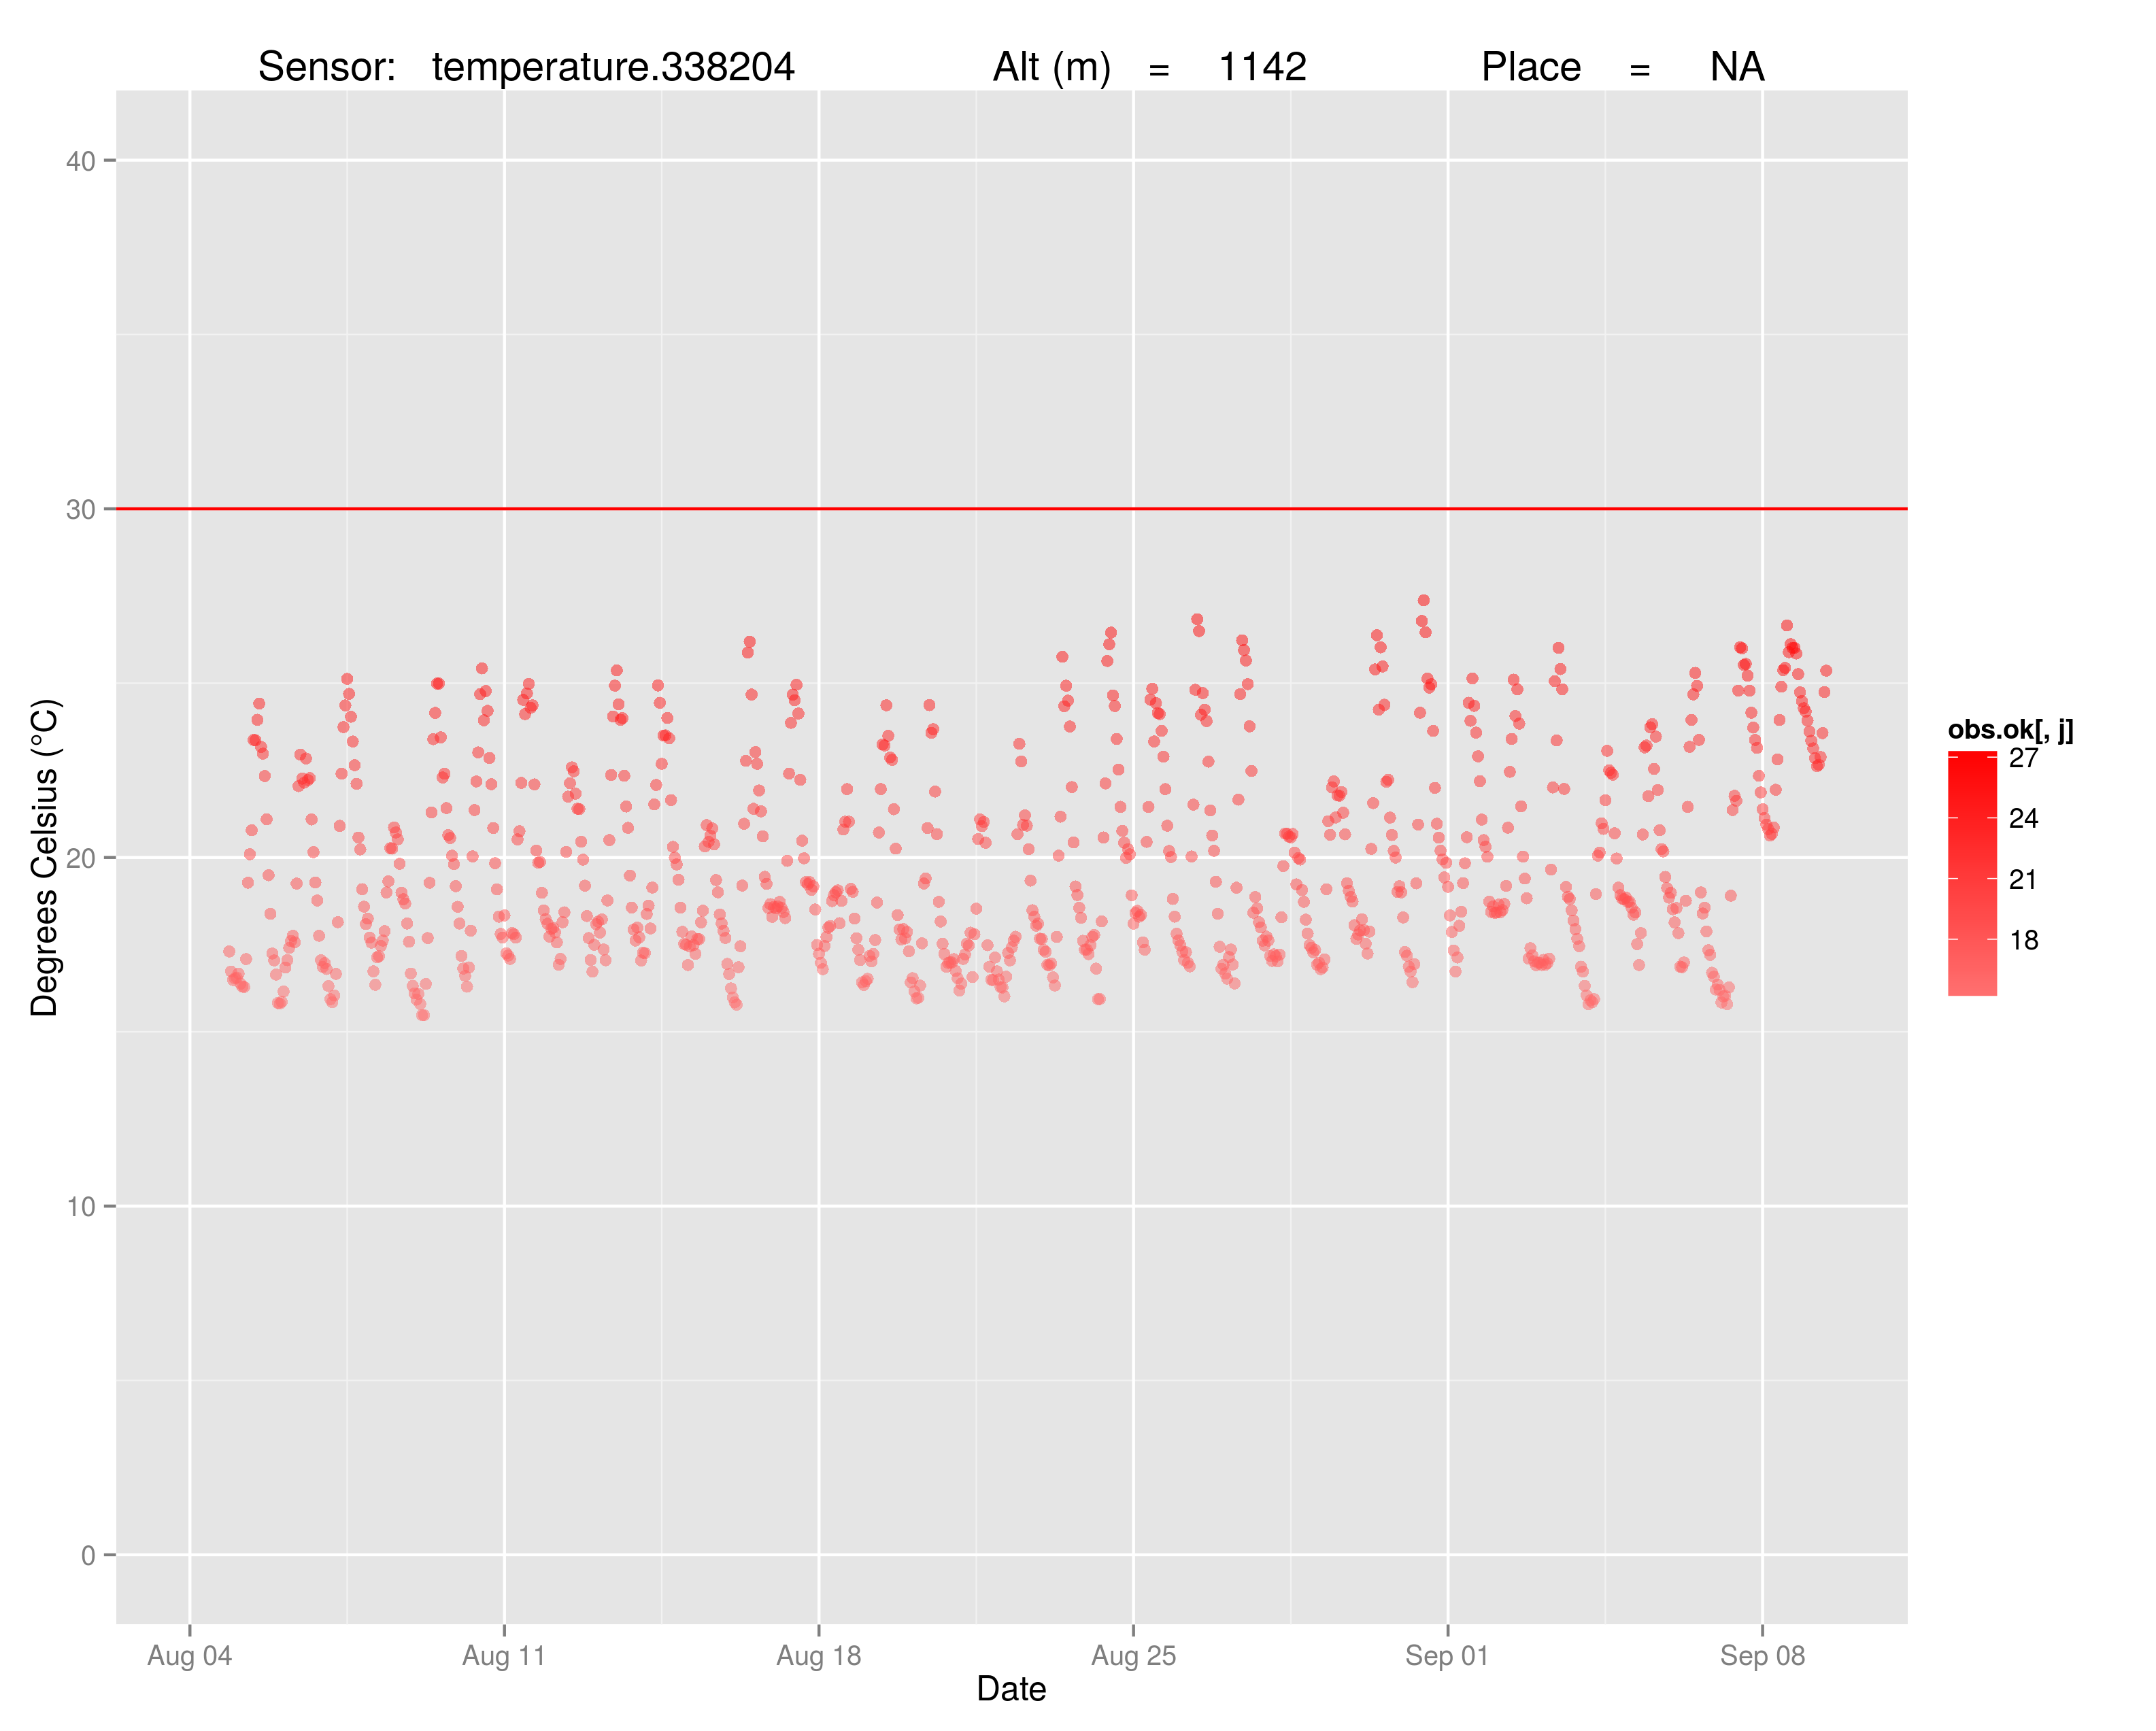 Sensor: temperature.338204 Alt (m) = 1142 Place = NA
Degrees Celsius (°C)
40
30
20
10
0
Aug 04 Aug 11 Aug 18 Aug 25 Sep 01 Sep 08
Date
obs.ok[, j]
27
24
21
18